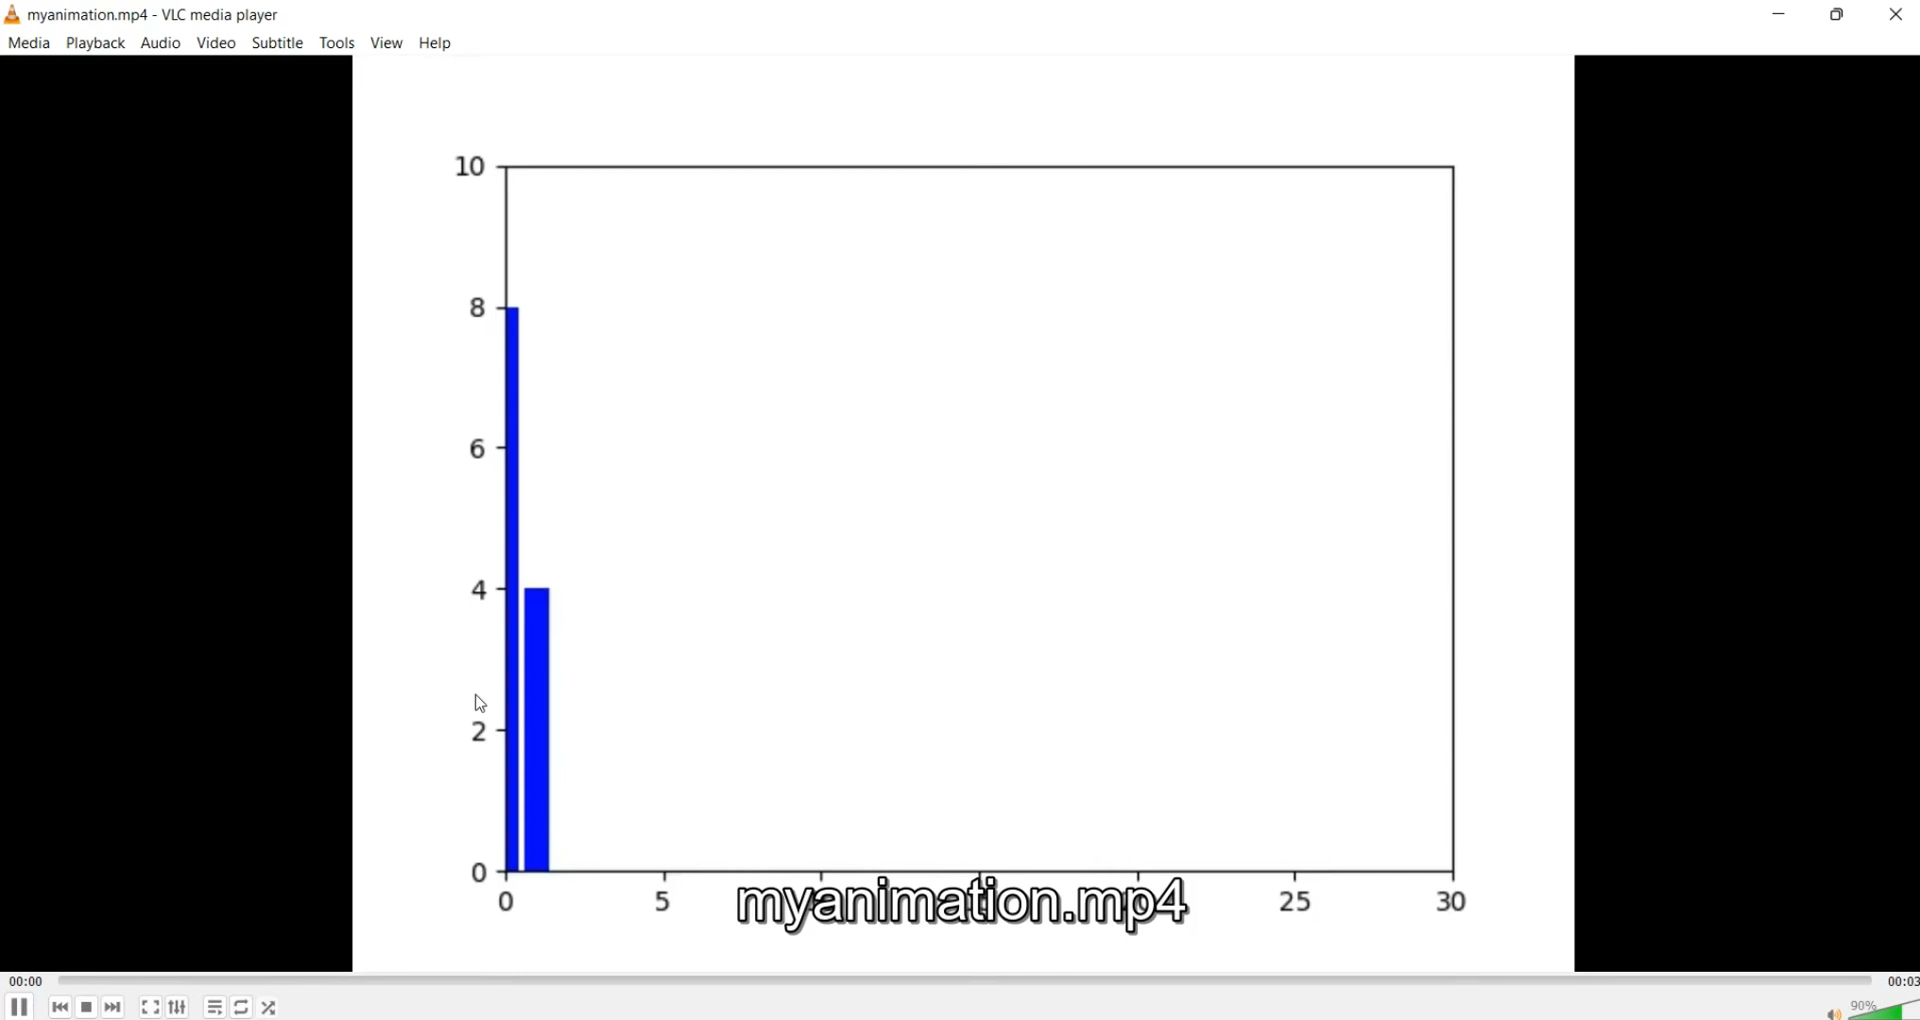 myanimation.mp4 - VLC media player
Media Playback Audio Video Subtitle Tools View Help
10
8
6
4
2
0
0 5 25 30
myanimation.mp4
00:00 00:03
90%